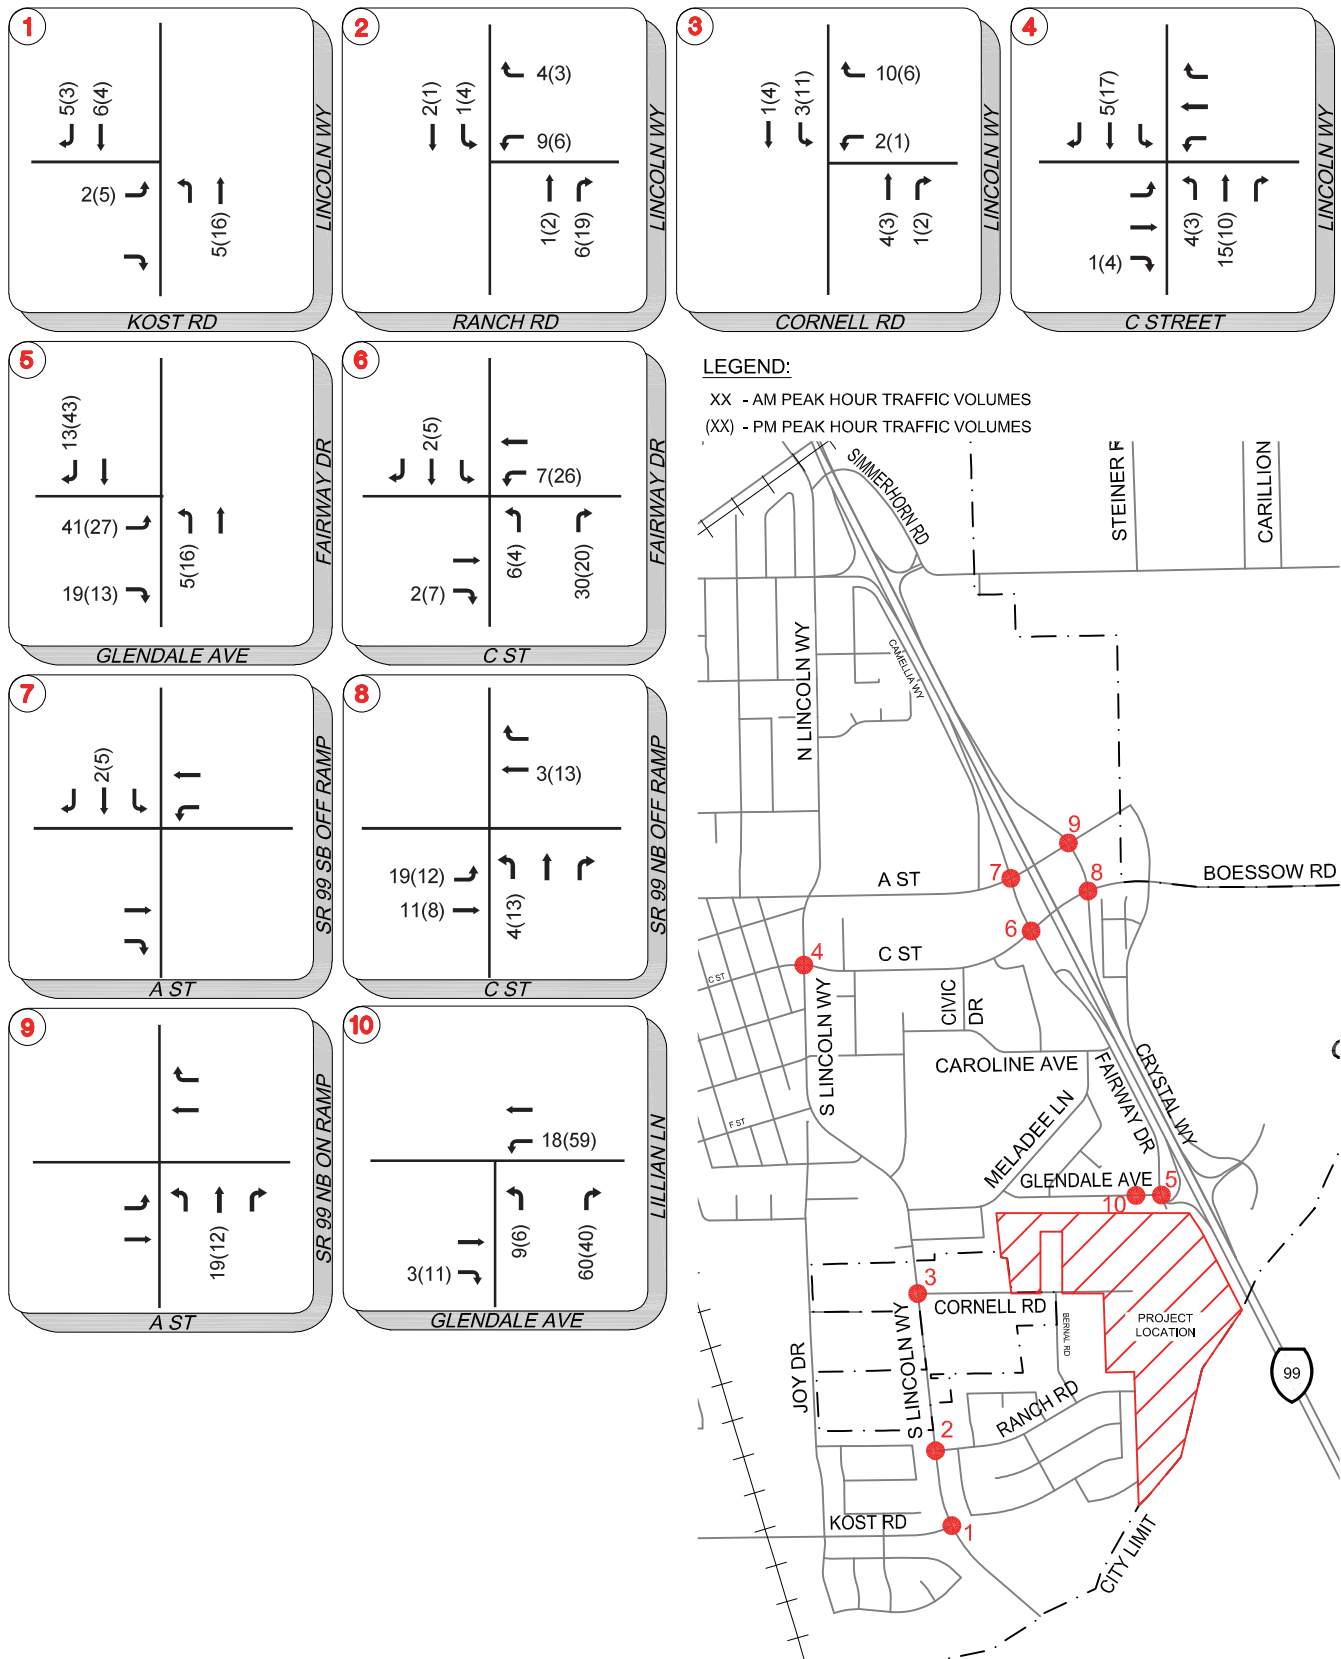 1
5(3)
6(4)
2(5)
5(16)
LINCOLN WY
KOST RD
2
2(1)
1(4)
4(3)
9(6)
1(2)
6(19)
LINCOLN WY
RANCH RD
3
1(4)
3(11)
10(6)
2(1)
4(3)
1(2)
LINCOLN WY
CORNELL RD
4
5(17)
1(4)
4(3)
15(10)
LINCOLN WY
C STREET
5
13(43)
41(27)
19(13)
5(16)
FAIRWAY DR
GLENDALE AVE
6
2(5)
7(26)
2(7)
6(4)
30(20)
FAIRWAY DR
C ST
LEGEND:
XX - AM PEAK HOUR TRAFFIC VOLUMES
(XX) - PM PEAK HOUR TRAFFIC VOLUMES
7
2(5)
SR 99 SB OFF RAMP
A ST
8
3(13)
19(12)
11(8)
4(13)
SR 99 NB OFF RAMP
C ST
9
19(12)
SR 99 NB ON RAMP
A ST
10
18(59)
3(11)
9(6)
60(40)
LILLIAN LN
GLENDALE AVE
SIMMERHORN RD
STEINER
CARILLION
N LINCOLN WY
CAMELLIA WY
9
7
8
A ST
BOESSOW RD
6
4
C ST
C ST
CIVIC
DR
S LINCOLN WY
CAROLINE AVE
FAIRWAY DR
CRYSTAL WY
F ST
MELADEE LN
GLENDALE AVE
5
10
3
CORNELL RD
PROJECT
LOCATION
BERNAL RD
S LINCOLN WY
JOY DR
99
RANCH RD
2
KOST RD
1
CITY LIMIT